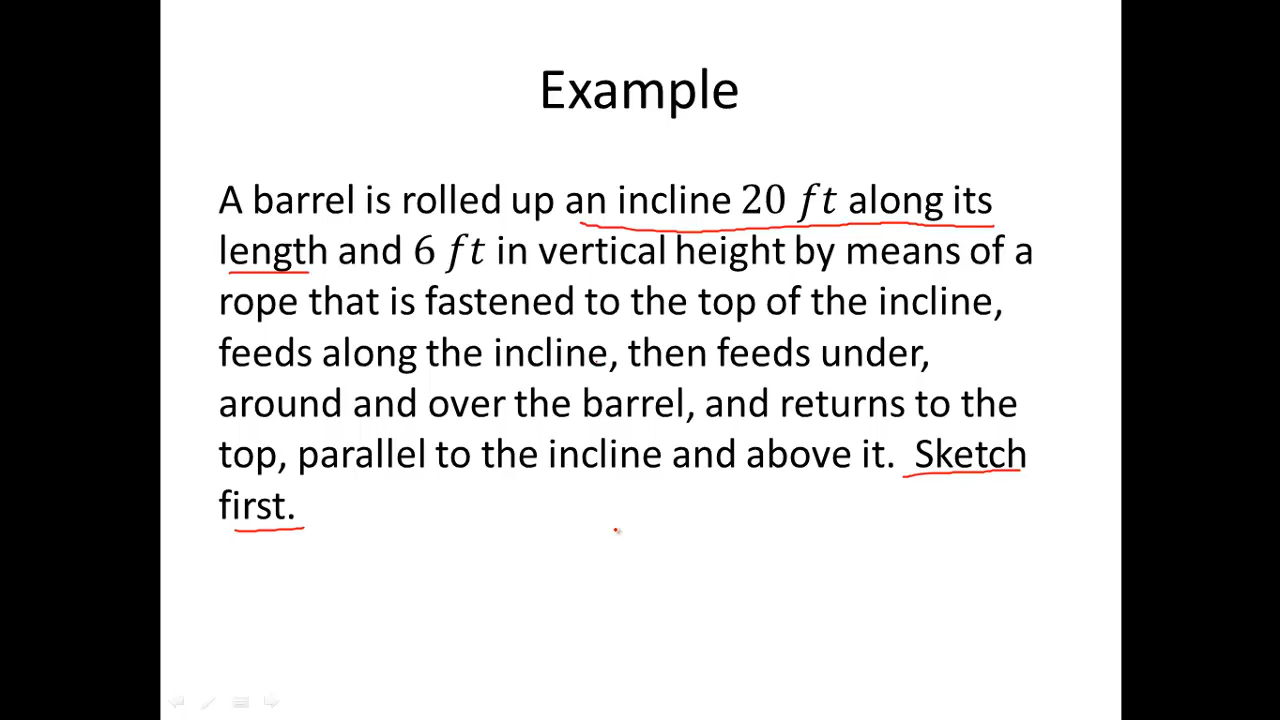 Example
A barrel is rolled up an incline 20 ft along its
length and 6 ft in vertical height by means of a
rope that is fastened to the top of the incline,
feeds along the incline, then feeds under,
around and over the barrel, and returns to the
top, parallel to the incline and above it.  Sketch
first.